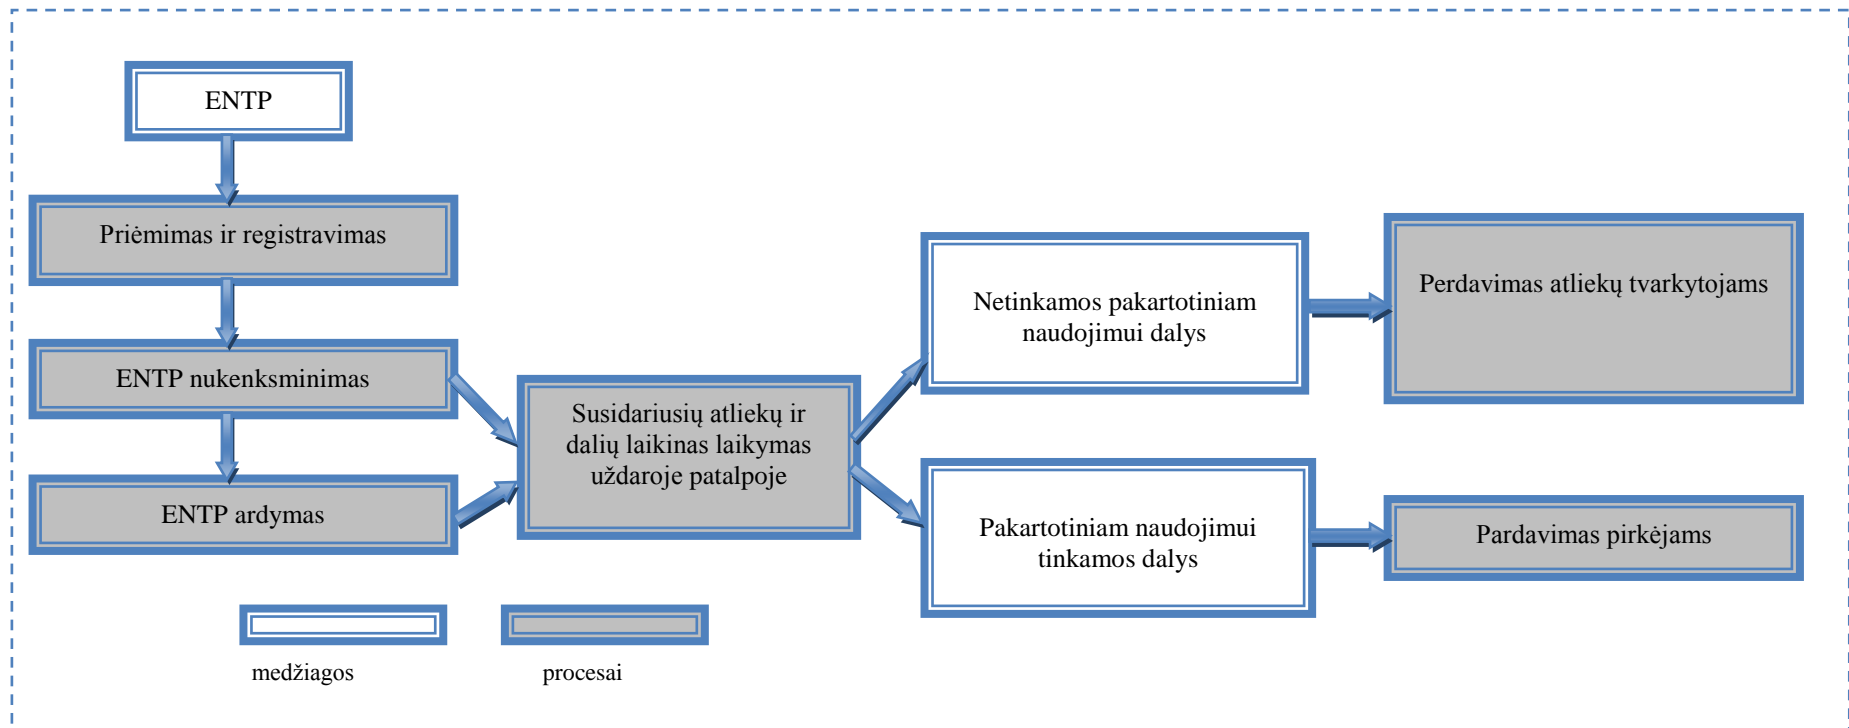 ENTP
Priėmimas ir registravimas
ENTP nukenksminimas
ENTP ardymas
Susidariusių atliekų ir
dalių laikinas laikymas
uždaroje patalpoje
Netinkamos pakartotiniam
naudojimui dalys
Perdavimas atliekų tvarkytojams
Pakartotiniam naudojimui
tinkamos dalys
Pardavimas pirkėjams
medžiagos
procesai